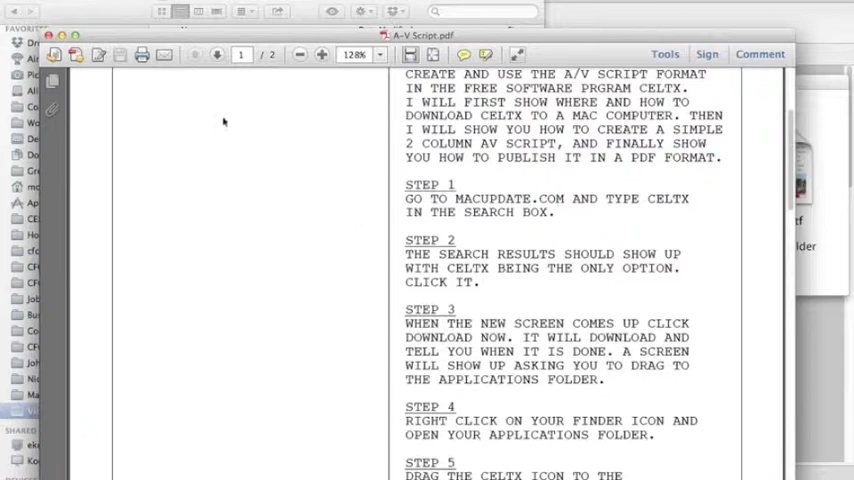 A-V Script.pdf
1 / 2
128%
Tools Sign Comment
FAVORITES
CREATE AND USE THE A/V SCRIPT FORMAT
IN THE FREE SOFTWARE PRGRAM CELTX.
I WILL FIRST SHOW WHERE AND HOW TO
DOWNLOAD CELTX TO A MAC COMPUTER. THEN
I WILL SHOW YOU HOW TO CREATE A SIMPLE
2 COLUMN AV SCRIPT, AND FINALLY SHOW
YOU HOW TO PUBLISH IT IN A PDF FORMAT.
STEP 1
GO TO MACUPDATE.COM AND TYPE CELTX
IN THE SEARCH BOX.
STEP 2
THE SEARCH RESULTS SHOULD SHOW UP
WITH CELTX BEING THE ONLY OPTION.
CLICK IT.
STEP 3
WHEN THE NEW SCREEN COMES UP CLICK
DOWNLOAD NOW. IT WILL DOWNLOAD AND
TELL YOU WHEN IT IS DONE. A SCREEN
WILL SHOW UP ASKING YOU TO DRAG TO
THE APPLICATIONS FOLDER.
STEP 4
RIGHT CLICK ON YOUR FINDER ICON AND
OPEN YOUR APPLICATIONS FOLDER.
STEP 5
DRAG THE CELTX ICON TO THE
SHARED
tf
lder